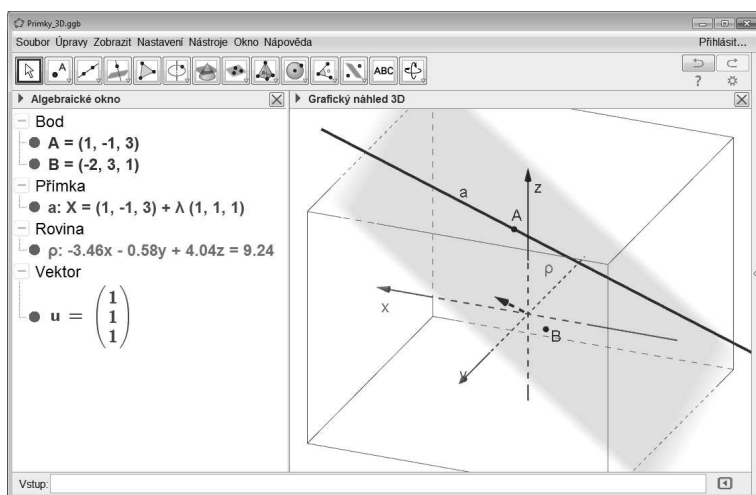 Primky_3D.ggb
Soubor Úpravy Zobrazit Nastavení Nástroje Okno Nápověda
Přihlásit...
ABC
?
Algebraické okno
Bod
A = (1, -1, 3)
B = (-2, 3, 1)
Přímka
a: X = (1, -1, 3) + λ (1, 1, 1)
Rovina
ρ: -3.46x - 0.58y + 4.04z = 9.24
Vektor
u = (1
1
1)
Grafický náhled 3D
a
z
A
ρ
x
B
y
Vstup: